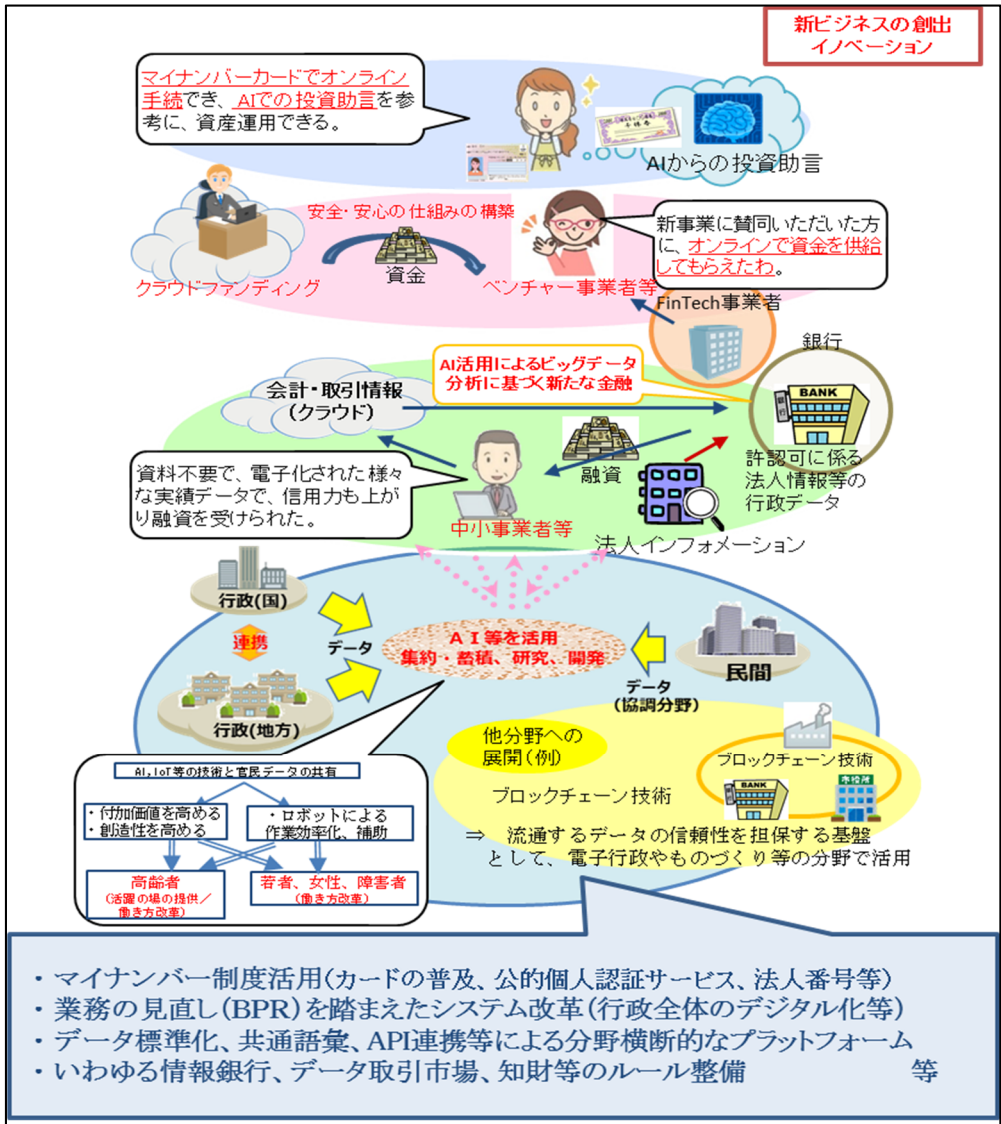 新ビジネスの創出
イノベーション
マイナンバーカードでオンライン
手続でき、AIでの投資助言を参
考に、資産運用できる。
AIからの投資助言
安全・安心の仕組みの構築
資金
クラウドファンディング
ベンチャー事業者等
新事業に賛同いただいた方
に、オンラインで資金を供給
してもらえたわ。
FinTech事業者
銀行
BANK
銀行
AI活用によるビッグデータ
分析に基づく新たな金融
会計・取引情報
(クラウド)
融資
許認可に係る
法人情報等の
行政データ
資料不要で、電子化された様々
な実績データで、信用力も上が
り融資を受けられた。
中小事業者等
法人インフォメーション
行政(国)
連携
データ
行政(地方)
AI等を活用
集約・蓄積、研究、開発
民間
データ
(協調分野)
他分野への
展開(例)
ブロックチェーン技術
BANK
市役所
ブロックチェーン技術
⇒ 流通するデータの信頼性を担保する基盤
として、電子行政やものづくり等の分野で活用
AI,IoT等の技術と官民データの共有
・付加価値を高める
・創造性を高める
・ロボットによる
作業効率化、補助
高齢者
(活躍の場の提供/
働き方改革)
若者、女性、障害者
(働き方改革)
・マイナンバー制度活用(カードの普及、公的個人認証サービス、法人番号等)
・業務の見直し(BPR)を踏まえたシステム改革(行政全体のデジタル化等)
・データ標準化、共通語彙、API連携等による分野横断的なプラットフォーム
・いわゆる情報銀行、データ取引市場、知財等のルール整備 等